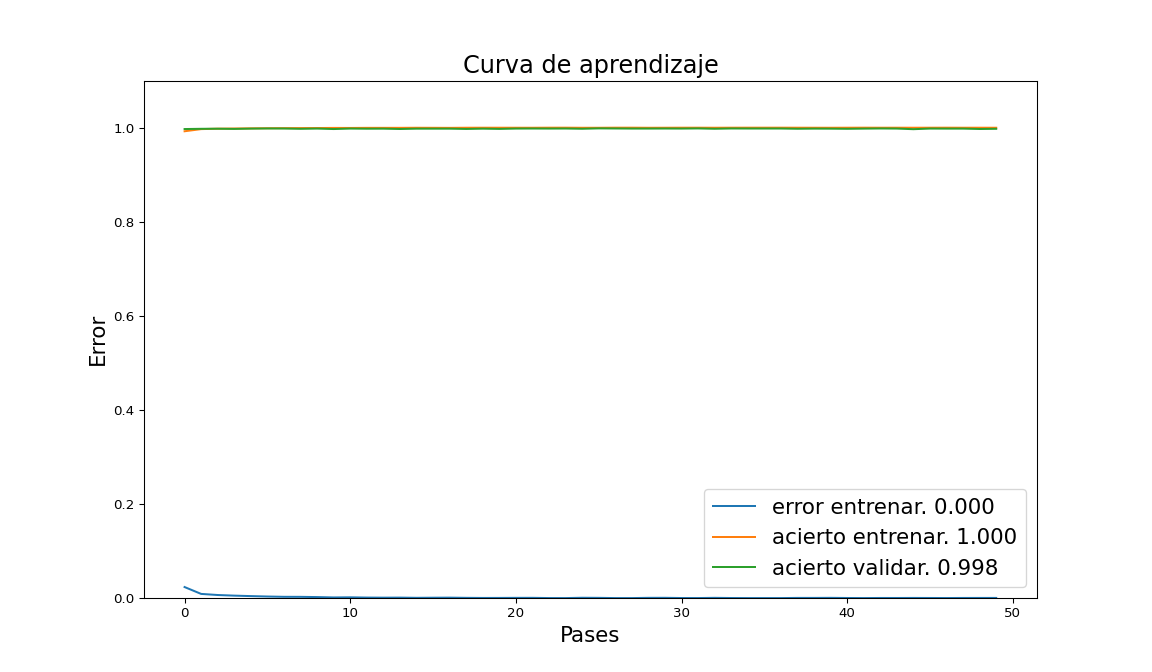 Curva de aprendizaje
1.0
0.8
0.6
0.4
0.2
0.0
Error
0 10 20 30 40 50
Pases
error entrenar. 0.000
acierto entrenar. 1.000
acierto validar. 0.998